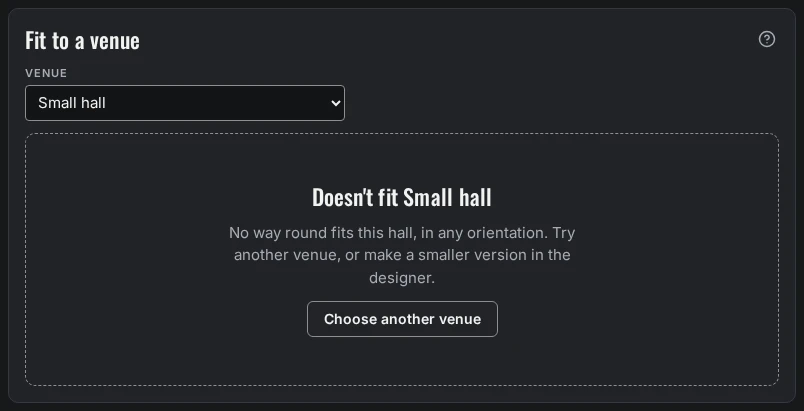 Fit to a venue
VENUE
Small hall
Doesn't fit Small hall
No way round fits this hall, in any orientation. Try
another venue, or make a smaller version in the
designer.
Choose another venue